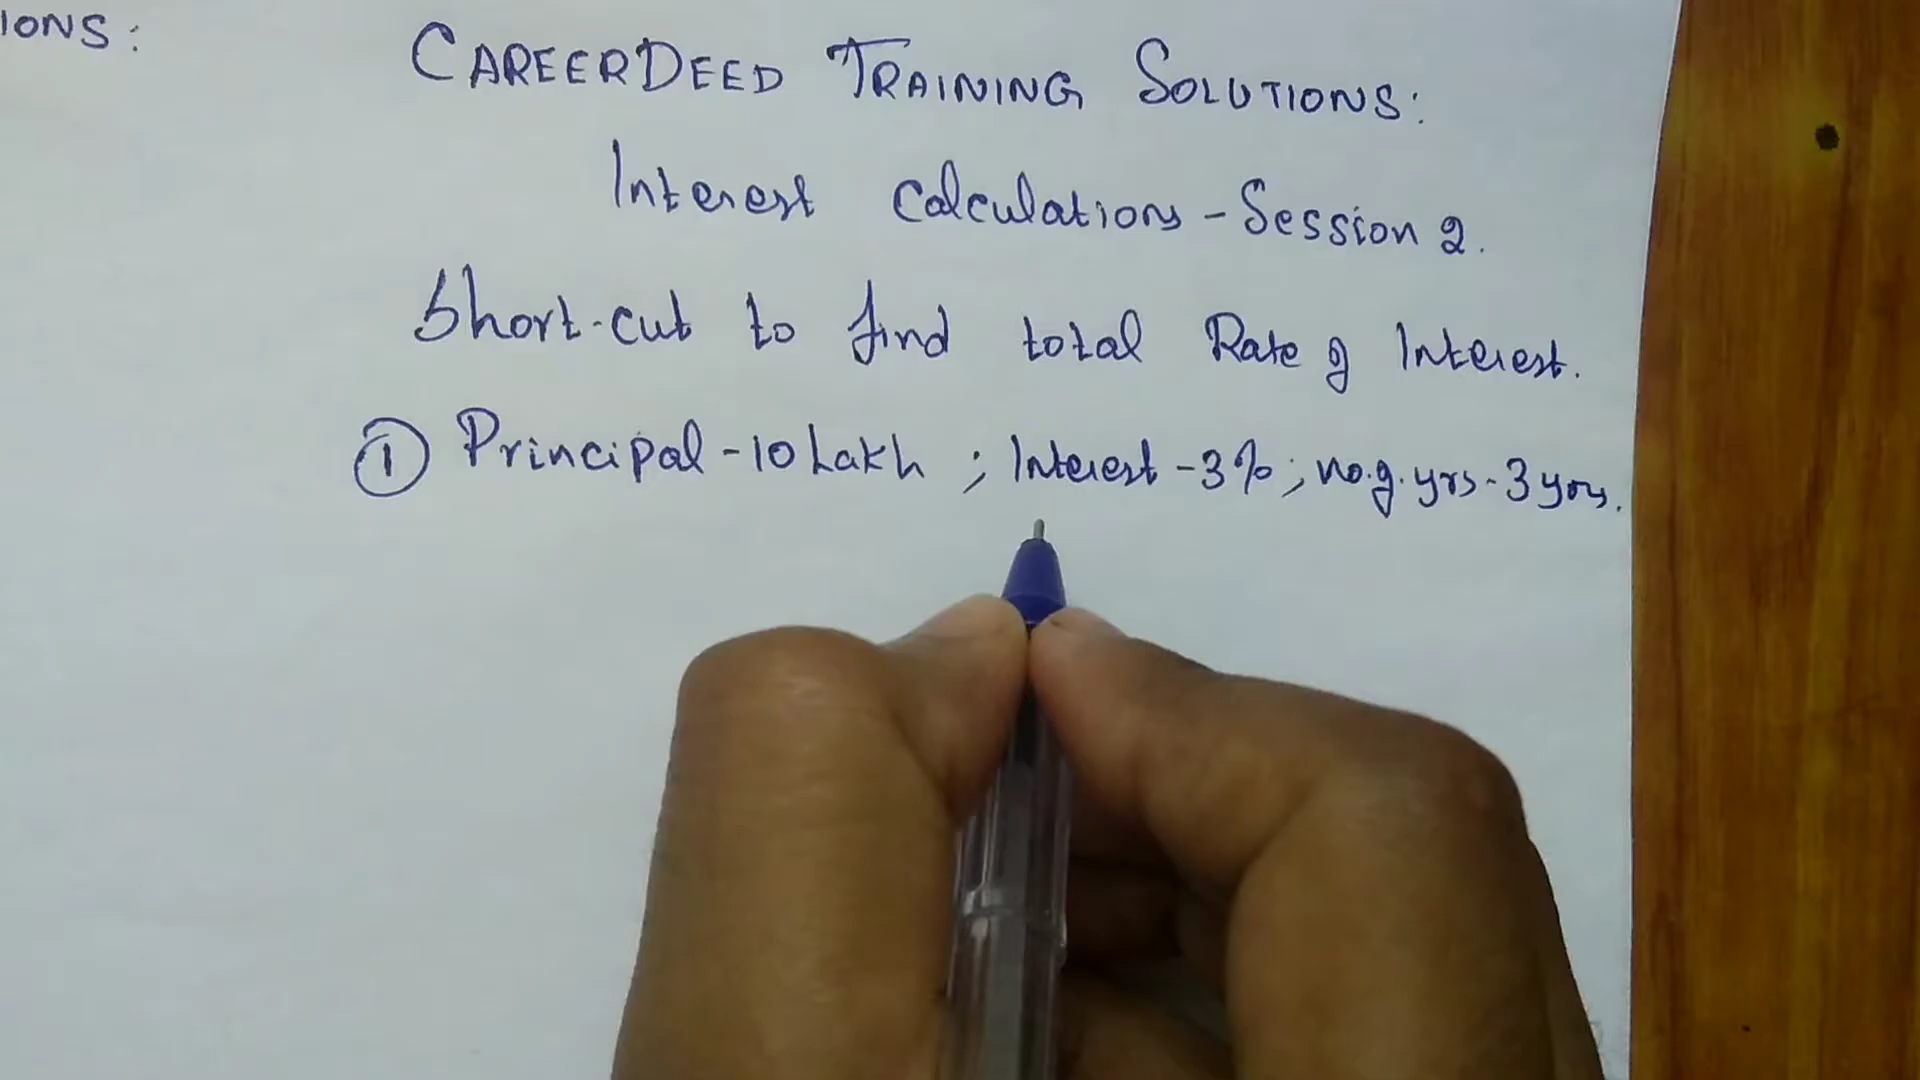 IONS:
CAREERDEED TRAINING SOLUTIONS:
Interest Calculations - Session 2.
Short-cut to find total Rate of Interest.
① Principal - 10 Lakh ; Interest - 3% ; no. of. yrs - 3 yrs.